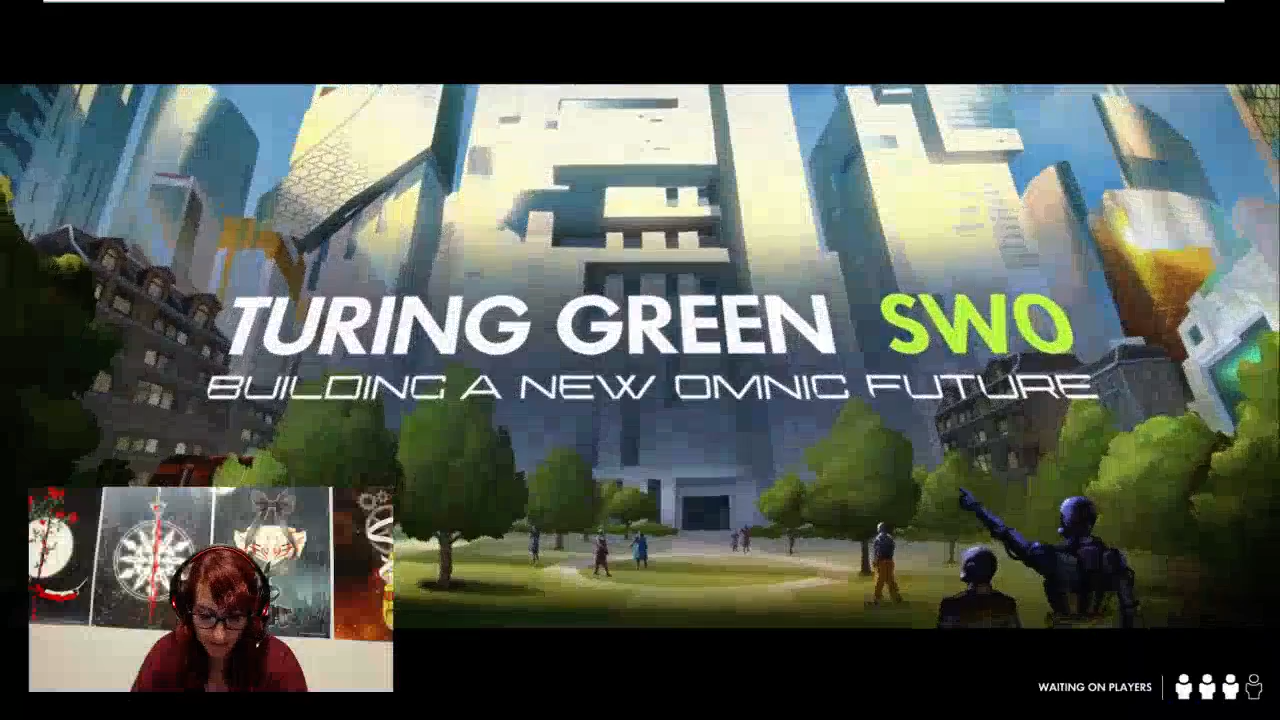 TURING GREEN SWO
BUILDING A NEW OMNIC FUTURE
WAITING ON PLAYERS